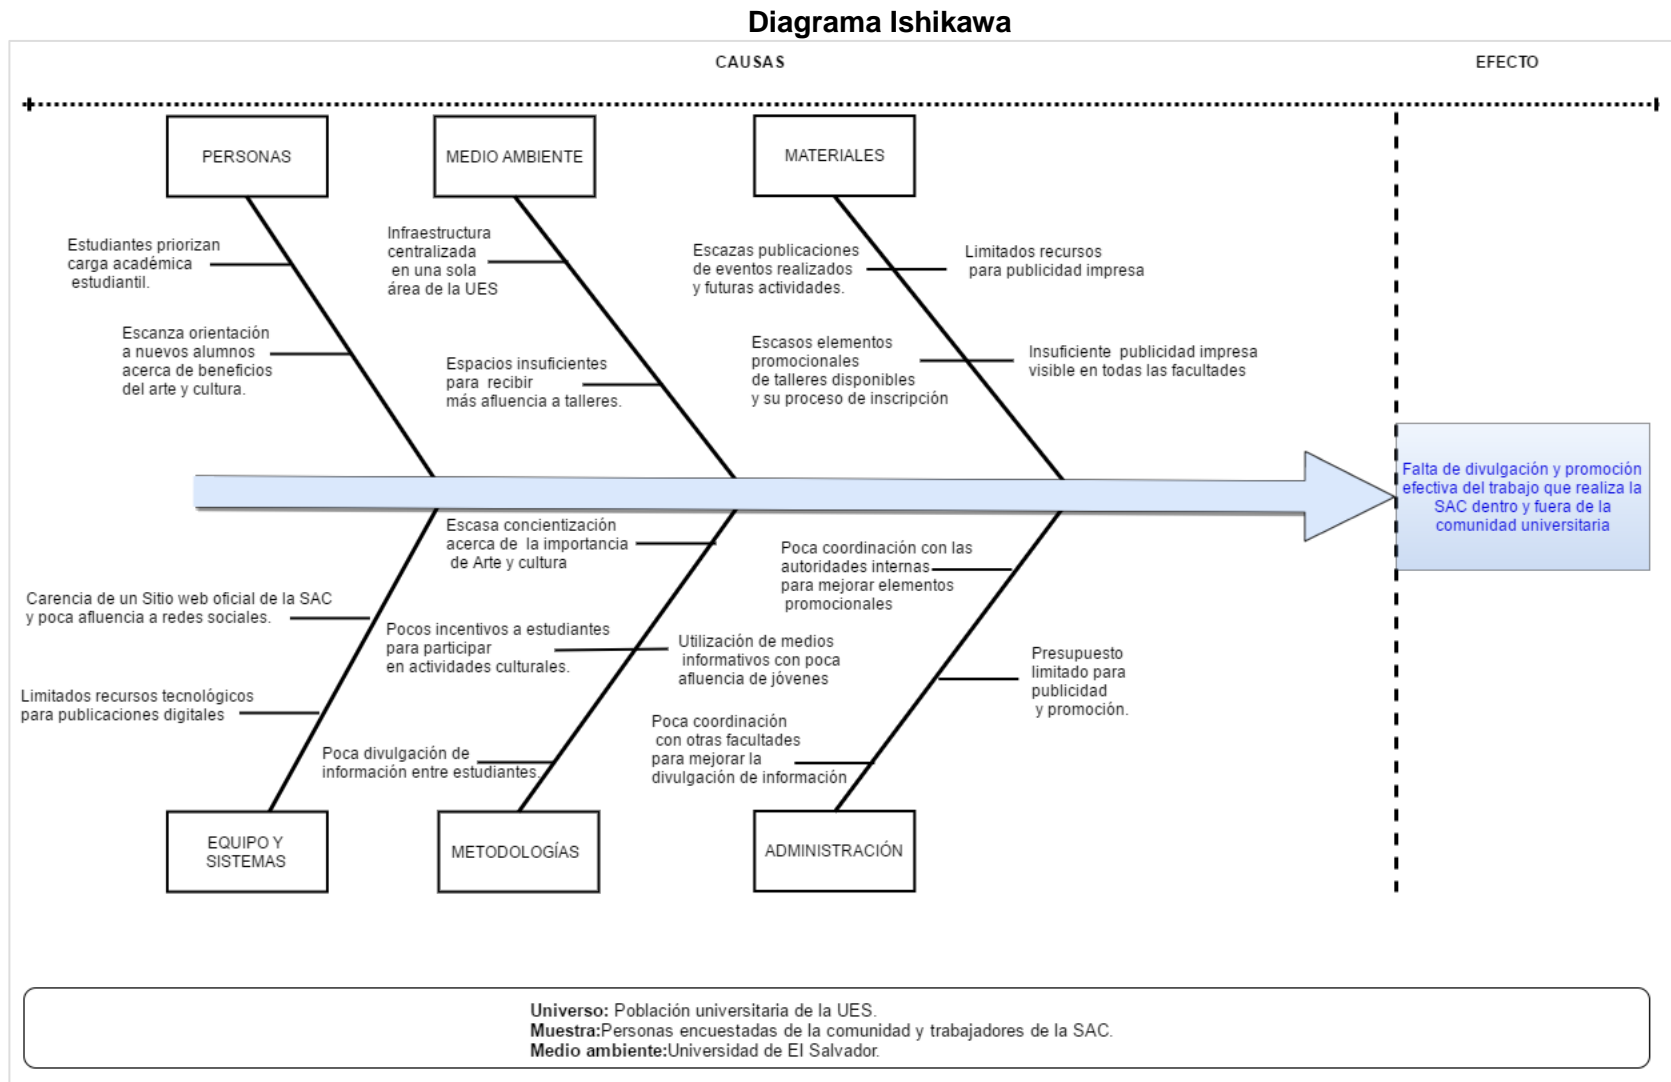 Diagrama Ishikawa
CAUSAS
EFECTO
PERSONAS
MEDIO AMBIENTE
MATERIALES
Estudiantes priorizan
carga académica
estudiantil.
Escanza orientación
a nuevos alumnos
acerca de beneficios
del arte y cultura.
Infraestructura
centralizada
en una sola
área de la UES
Espacios insuficientes
para recibir
más afluencia a talleres.
Escazas publicaciones
de eventos realizados
y futuras actividades.
Limitados recursos
para publicidad impresa
Escasos elementos
promocionales
de talleres disponibles
y su proceso de inscripción
Insuficiente publicidad impresa
visible en todas las facultades
Falta de divulgación y promoción
efectiva del trabajo que realiza la
SAC dentro y fuera de la
comunidad universitaria
Carencia de un Sitio web oficial de la SAC
y poca afluencia a redes sociales.
Limitados recursos tecnológicos
para publicaciones digitales
Escasa concientización
acerca de la importancia
de Arte y cultura
Pocos incentivos a estudiantes
para participar
en actividades culturales.
Utilización de medios
informativos con poca
afluencia de jóvenes
Poca divulgación de
información entre estudiantes.
Poca coordinación con las
autoridades internas
para mejorar elementos
promocionales
Presupuesto
limitado para
publicidad
y promoción.
Poca coordinación
con otras facultades
para mejorar la
divulgación de información
EQUIPO Y
SISTEMAS
METODOLOGÍAS
ADMINISTRACIÓN
Universo: Población universitaria de la UES.
Muestra:Personas encuestadas de la comunidad y trabajadores de la SAC.
Medio ambiente:Universidad de El Salvador.